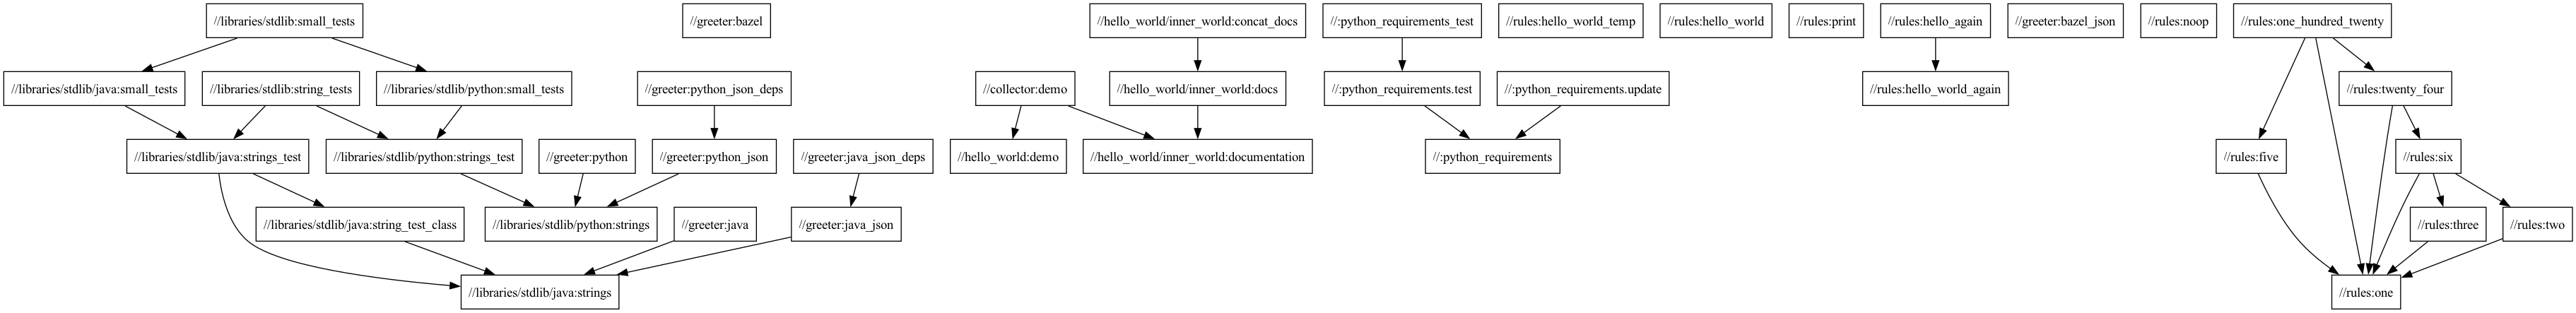 //libraries/stdlib:small_tests
//greeter:bazel
//hello_world/inner_world:concat_docs
//:python_requirements_test
//rules:hello_world_temp
//rules:hello_world
//rules:print
//rules:hello_again
//greeter:bazel_json
//rules:noop
//rules:one_hundred_twenty
//libraries/stdlib/java:small_tests
//libraries/stdlib:string_tests
//libraries/stdlib/python:small_tests
//greeter:python_json_deps
//collector:demo
//hello_world/inner_world:docs
//:python_requirements.test
//:python_requirements.update
//rules:hello_world_again
//rules:twenty_four
//libraries/stdlib/java:strings_test
//libraries/stdlib/python:strings_test
//greeter:python
//greeter:python_json
//greeter:java_json_deps
//hello_world:demo
//hello_world/inner_world:documentation
//:python_requirements
//rules:five
//rules:six
//libraries/stdlib/java:string_test_class
//libraries/stdlib/python:strings
//greeter:java
//greeter:java_json
//rules:three
//rules:two
//libraries/stdlib/java:strings
//rules:one